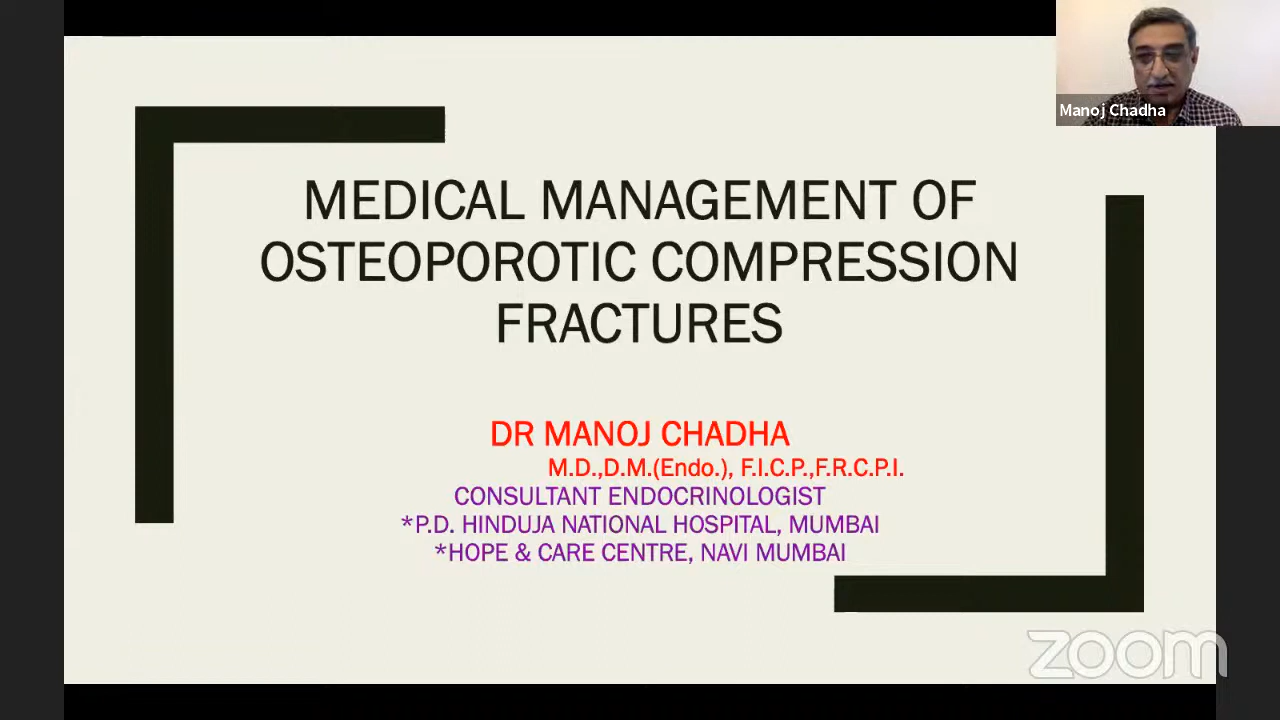 Manoj Chadha
MEDICAL MANAGEMENT OF
OSTEOPOROTIC COMPRESSION
FRACTURES
DR MANOJ CHADHA
M.D.,D.M.(Endo.), F.I.C.P.,F.R.C.P.I.
CONSULTANT ENDOCRINOLOGIST
*P.D. HINDUJA NATIONAL HOSPITAL, MUMBAI
*HOPE & CARE CENTRE, NAVI MUMBAI
zoom